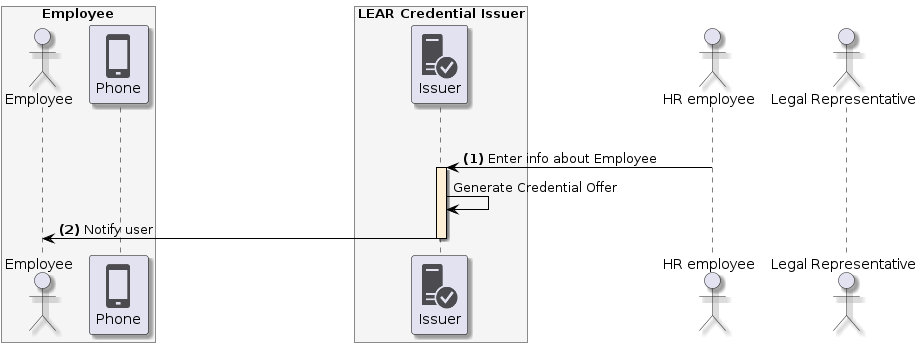 Employee
LEAR Credential Issuer
Employee
Phone
Issuer
HR employee
Legal Representative
(1) Enter info about Employee
Generate Credential Offer
(2) Notify user
Employee
Phone
Issuer
HR employee
Legal Representative